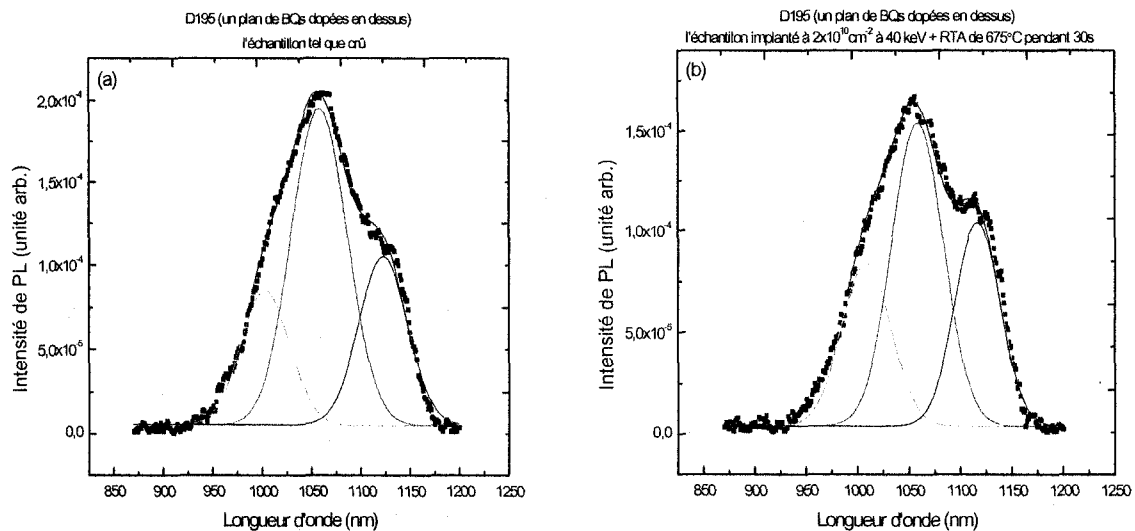 D195 (un plan de BQs dopées en dessus)
l'échantillon tel que crû
(a)
Intensité de PL (unité arb.)
2,0x10⁻⁴
1,5x10⁻⁴
1,0x10⁻⁴
5,0x10⁻⁵
0,0
850 900 950 1000 1050 1100 1150 1200 1250
Longueur d'onde (nm)
D195 (un plan de BQs dopées en dessus)
l'échantillon implanté à 2x10¹⁰cm⁻² à 40 keV + RTA de 675°C pendant 30s
(b)
Intensité de PL (unité arb.)
1,5x10⁻⁴
1,0x10⁻⁴
5,0x10⁻⁵
0,0
850 900 950 1000 1050 1100 1150 1200 1250
Longueur d'onde (nm)